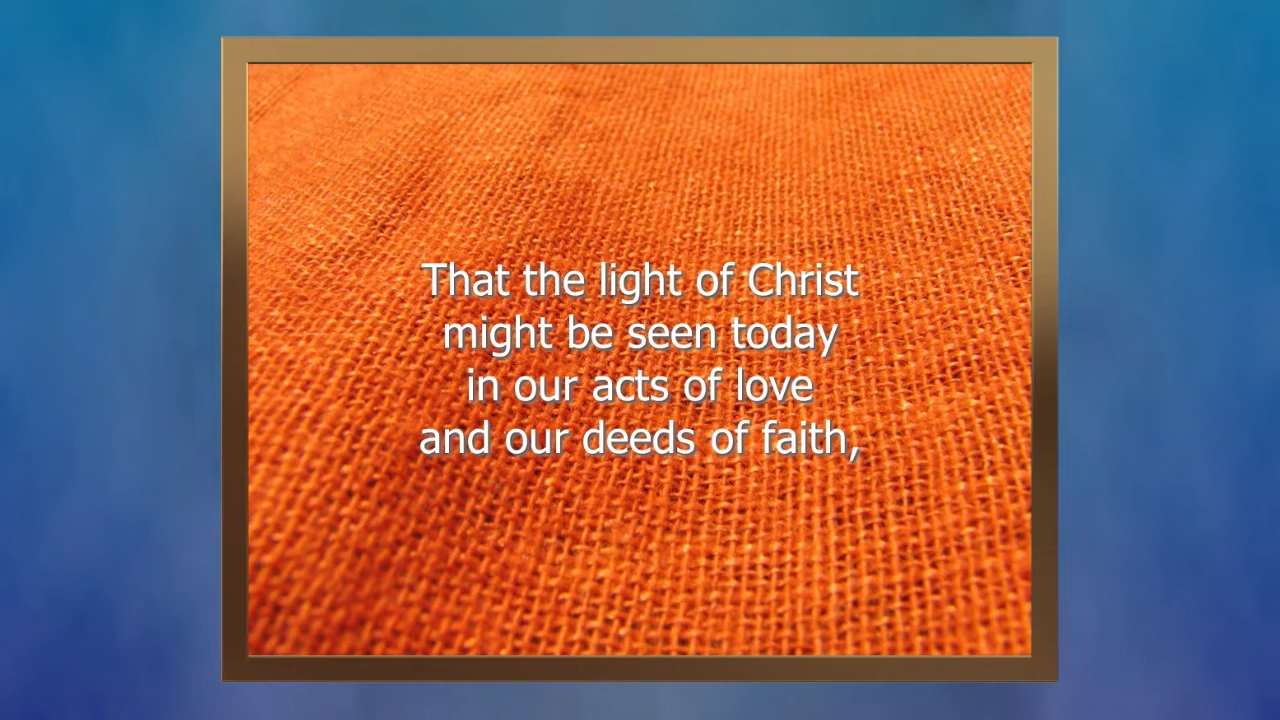 That the light of Christ
might be seen today
in our acts of love
and our deeds of faith,